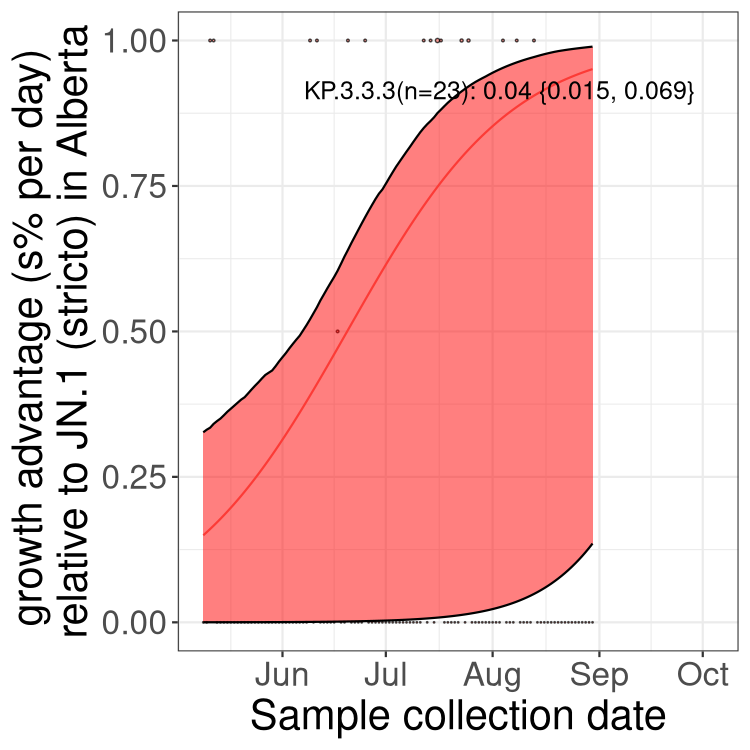 growth advantage (s% per day)
relative to JN.1 (stricto) in Alberta
1.00
0.75
0.50
0.25
0.00
KP.3.3.3(n=23): 0.04 {0.015, 0.069}
Jun Jul Aug Sep Oct
Sample collection date